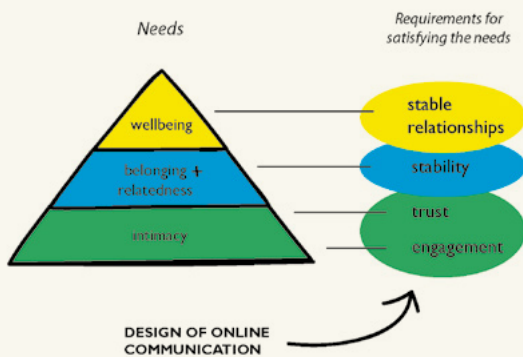 Needs
Requirements for
satisfying the needs
wellbeing
stable
relationships
belonging +
relatedness
stability
intimacy
trust
engagement
DESIGN OF ONLINE
COMMUNICATION